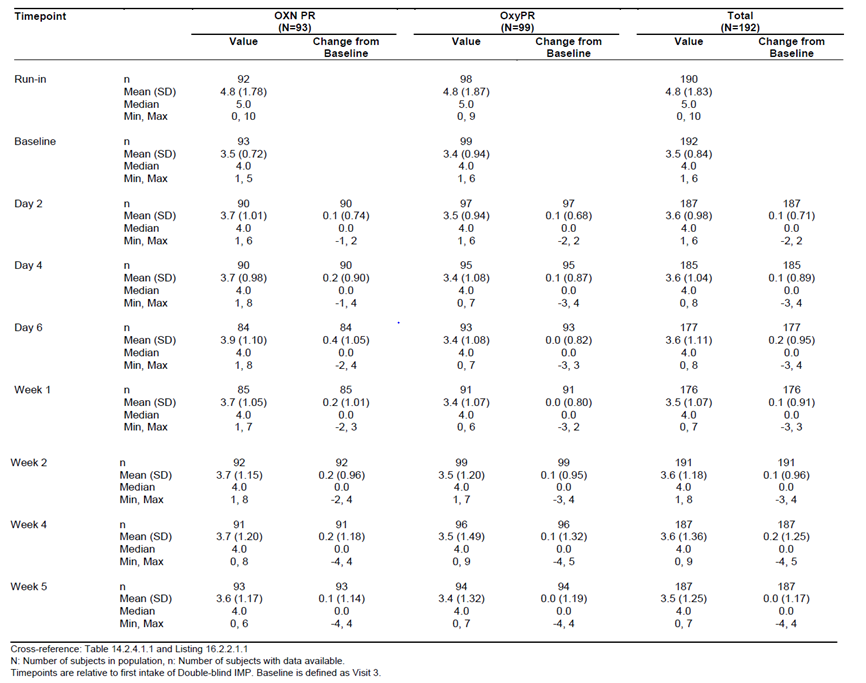 Timepoint OXN PR OxyPR Total
(N=93) (N=99) (N=192)
Value Change from Value Change from Value Change from
Baseline Baseline Baseline
Run-in n 92 98 190
Mean (SD) 4.8 (1.78) 4.8 (1.87) 4.8 (1.83)
Median 5.0 5.0 5.0
Min, Max 0, 10 0, 9 0, 10
Baseline n 93 99 192
Mean (SD) 3.5 (0.72) 3.4 (0.94) 3.5 (0.84)
Median 4.0 4.0 4.0
Min, Max 1, 5 1, 6 1, 6
Day 2 n 90 90 97 97 187 187
Mean (SD) 3.7 (1.01) 0.1 (0.74) 3.5 (0.94) 0.1 (0.68) 3.6 (0.98) 0.1 (0.71)
Median 4.0 0.0 4.0 0.0 4.0 0.0
Min, Max 1, 6 -1, 2 1, 6 -2, 2 1, 6 -2, 2
Day 4 n 90 90 95 95 185 185
Mean (SD) 3.7 (0.98) 0.2 (0.90) 3.4 (1.08) 0.1 (0.87) 3.6 (1.04) 0.1 (0.89)
Median 4.0 0.0 4.0 0.0 4.0 0.0
Min, Max 1, 8 -1, 4 0, 7 -3, 4 0, 8 -3, 4
Day 6 n 84 84 93 93 177 177
Mean (SD) 3.9 (1.10) 0.4 (1.05) 3.4 (1.08) 0.0 (0.82) 3.6 (1.11) 0.2 (0.95)
Median 4.0 0.0 4.0 0.0 4.0 0.0
Min, Max 1, 8 -2, 4 0, 7 -3, 3 0, 8 -3, 4
Week 1 n 85 85 91 91 176 176
Mean (SD) 3.7 (1.05) 0.2 (1.01) 3.4 (1.07) 0.0 (0.80) 3.5 (1.07) 0.1 (0.91)
Median 4.0 0.0 4.0 0.0 4.0 0.0
Min, Max 1, 7 -2, 3 0, 6 -3, 2 0, 7 -3, 3
Week 2 n 92 92 99 99 191 191
Mean (SD) 3.7 (1.15) 0.2 (0.96) 3.5 (1.20) 0.1 (0.95) 3.6 (1.18) 0.1 (0.96)
Median 4.0 0.0 4.0 0.0 4.0 0.0
Min, Max 1, 8 -2, 4 1, 7 -3, 4 1, 8 -3, 4
Week 4 n 91 91 96 96 187 187
Mean (SD) 3.7 (1.20) 0.2 (1.18) 3.5 (1.49) 0.1 (1.32) 3.6 (1.36) 0.2 (1.25)
Median 4.0 0.0 4.0 0.0 4.0 0.0
Min, Max 0, 8 -4, 4 0, 9 -4, 5 0, 9 -4, 5
Week 5 n 93 93 94 94 187 187
Mean (SD) 3.6 (1.17) 0.1 (1.14) 3.4 (1.32) 0.0 (1.19) 3.5 (1.25) 0.0 (1.17)
Median 4.0 0.0 4.0 0.0 4.0 0.0
Min, Max 0, 6 -4, 4 0, 7 -4, 4 0, 7 -4, 4
Cross-reference: Table 14.2.4.1.1 and Listing 16.2.2.1.1
N: Number of subjects in population, n: Number of subjects with data available.
Timepoints are relative to first intake of Double-blind IMP. Baseline is defined as Visit 3.